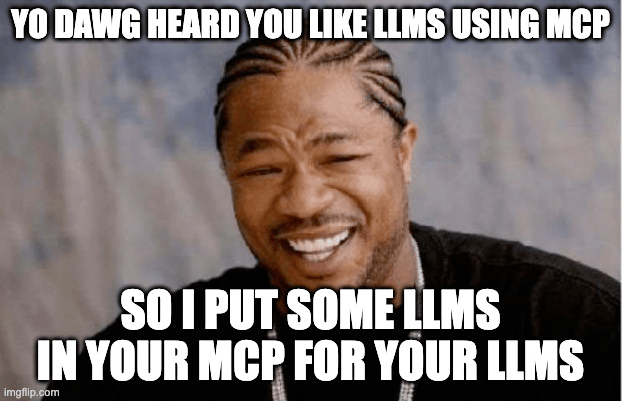 YO DAWG HEARD YOU LIKE LLMS USING MCP
SO I PUT SOME LLMS
IN YOUR MCP FOR YOUR LLMS
imgflip.com